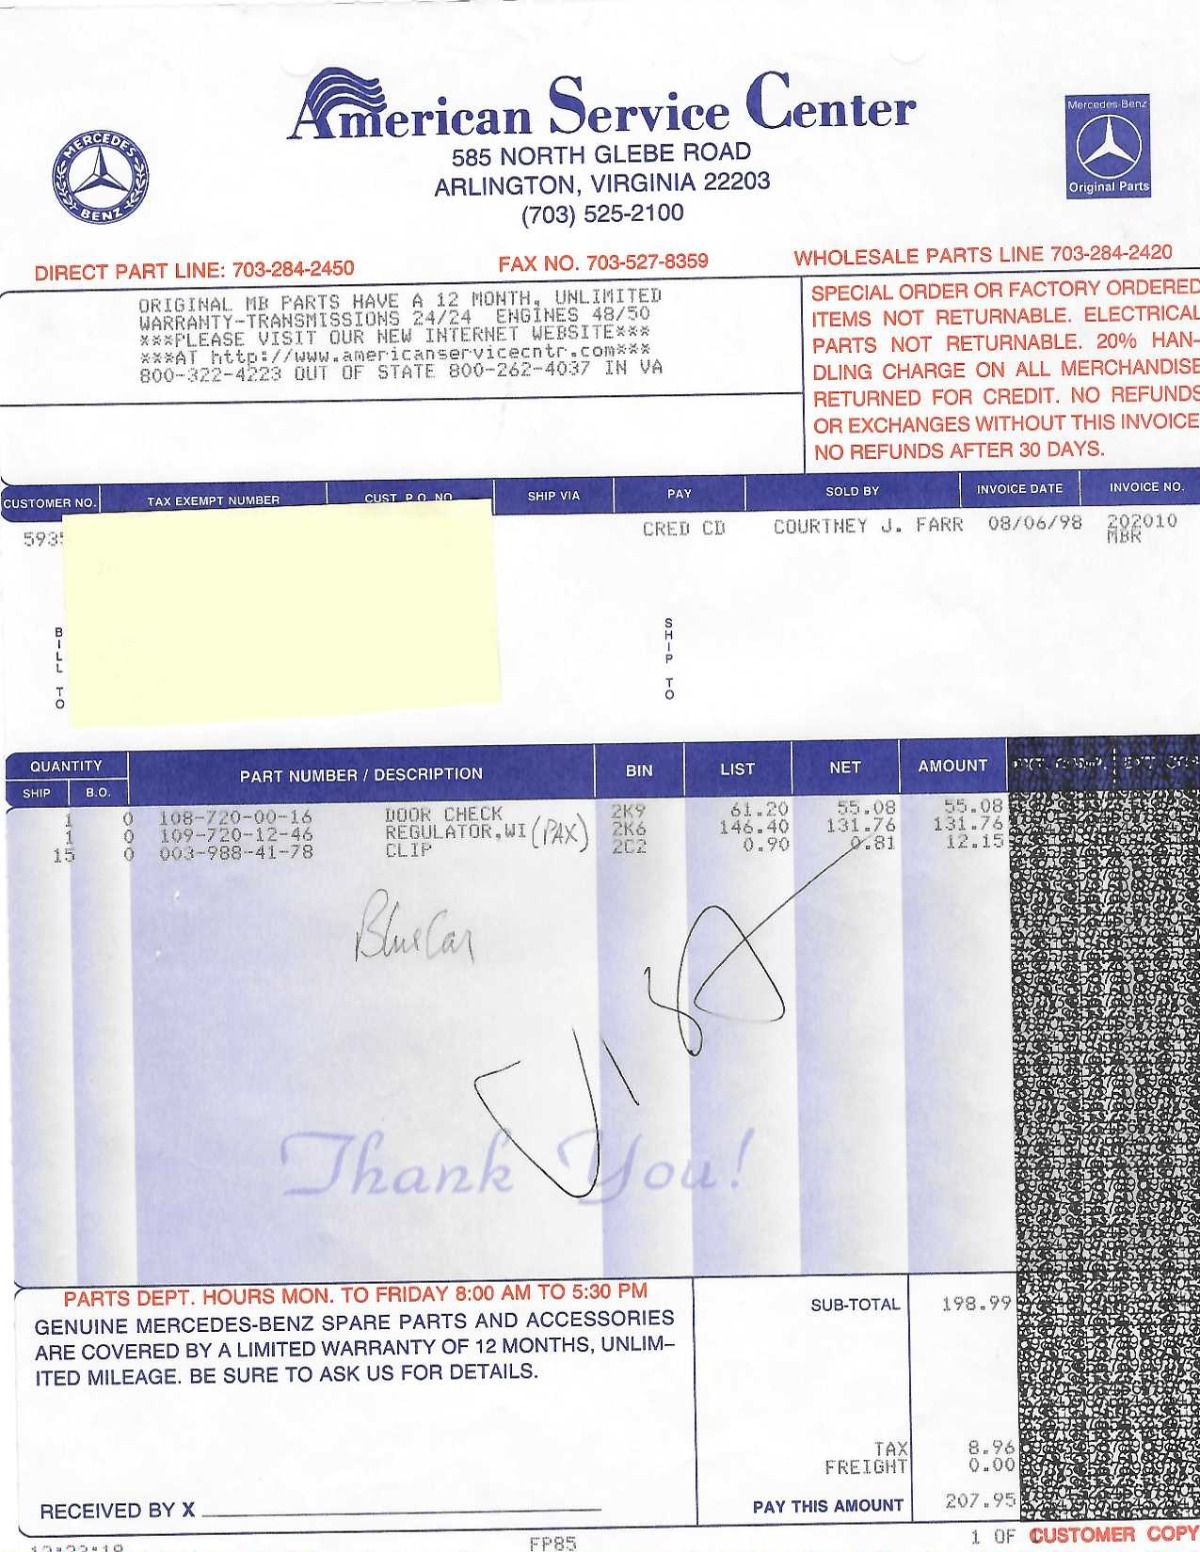 American Service Center
585 NORTH GLEBE ROAD
ARLINGTON, VIRGINIA 22203
(703) 525-2100
MERCEDES
BENZ
Mercedes-Benz
Original Parts
DIRECT PART LINE: 703-284-2450
FAX NO. 703-527-8359
WHOLESALE PARTS LINE 703-284-2420
ORIGINAL MB PARTS HAVE A 12 MONTH, UNLIMITED
WARRANTY-TRANSMISSIONS 24/24 ENGINES 48/50
***PLEASE VISIT OUR NEW INTERNET WEBSITE***
***AT http://www.americanservicecntr.com***
800-322-4223 OUT OF STATE 800-262-4037 IN VA
SPECIAL ORDER OR FACTORY ORDERED
ITEMS NOT RETURNABLE. ELECTRICAL
PARTS NOT RETURNABLE. 20% HAN-
DLING CHARGE ON ALL MERCHANDISE
RETURNED FOR CREDIT. NO REFUNDS
OR EXCHANGES WITHOUT THIS INVOICE
NO REFUNDS AFTER 30 DAYS.
CUSTOMER NO. TAX EXEMPT NUMBER CUST P.O. NO. SHIP VIA PAY SOLD BY INVOICE DATE INVOICE NO.
5935 CRED CD COURTNEY J. FARR 08/06/98 202010
MBR
BILL TO
SHIP TO
QUANTITY
SHIP B.O. PART NUMBER / DESCRIPTION BIN LIST NET AMOUNT
1 0 108-720-00-16 DOOR CHECK 2K9 61.20 55.08 55.08
1 0 109-720-12-46 REGULATOR,WI (PAX) 2K6 146.40 131.76 131.76
15 0 003-988-41-78 CLIP 2C2 0.90 0.81 12.15
Blue Car
VISA
Thank You!
PARTS DEPT. HOURS MON. TO FRIDAY 8:00 AM TO 5:30 PM
GENUINE MERCEDES-BENZ SPARE PARTS AND ACCESSORIES
ARE COVERED BY A LIMITED WARRANTY OF 12 MONTHS, UNLIM-
ITED MILEAGE. BE SURE TO ASK US FOR DETAILS.
SUB-TOTAL 198.99
TAX 8.96
FREIGHT 0.00
PAY THIS AMOUNT 207.95
RECEIVED BY X
FP85
1 OF CUSTOMER COPY